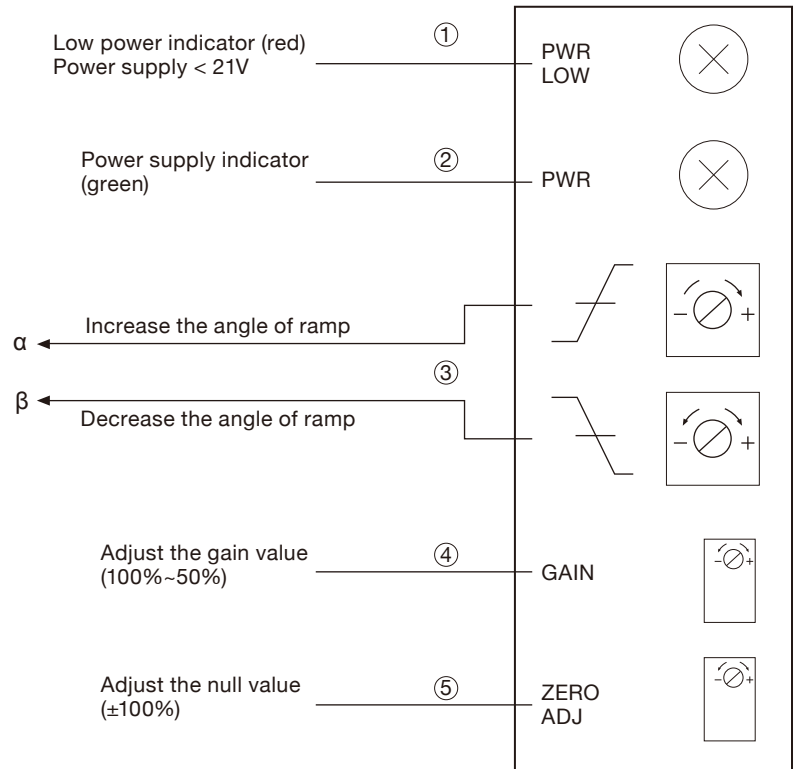 ①
Low power indicator (red)
Power supply < 21V
PWR
LOW
②
Power supply indicator
(green)
PWR
Increase the angle of ramp
α
- +
③
β
Decrease the angle of ramp
- +
Adjust the gain value
(100%~50%)
④
GAIN
- +
Adjust the null value
(±100%)
⑤
ZERO
ADJ
- +